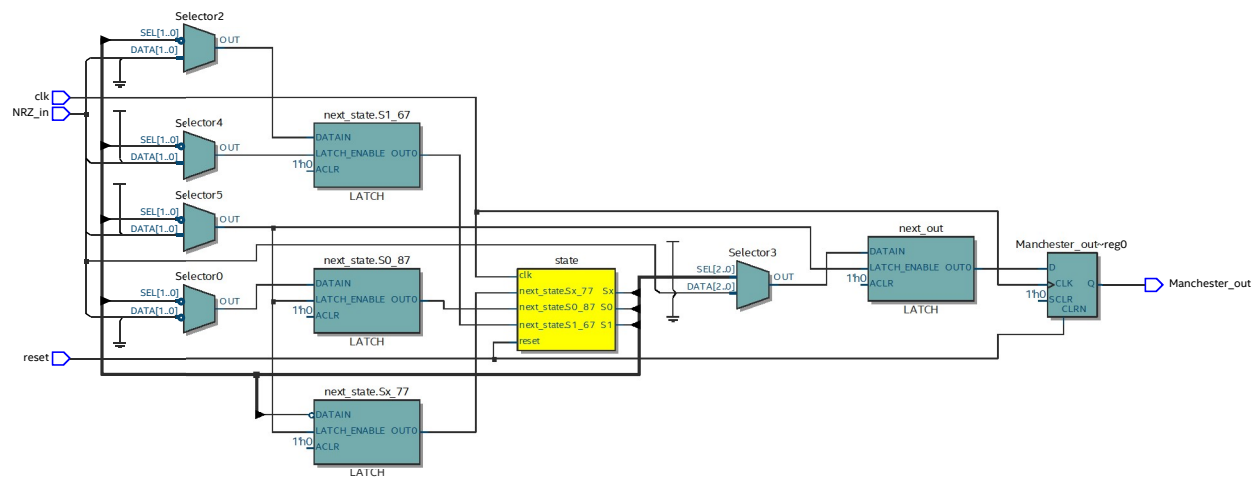 Selector2
SEL[1..0]
OUT
DATA[1..0]
clk
NRZ_in
next_state.S1_67
Selector4
DATAIN
SEL[1..0]
LATCH_ENABLE OUT0
OUT
DATA[1..0]
1'h0
ACLR
LATCH
Selector5
SEL[1..0]
OUT
DATA[1..0]
next_out
Manchester_out~reg0
DATAIN
Selector3
next_state.S0_87
state
LATCH_ENABLE OUT0
D
SEL[2..0]
OUT
Selector0
clk
1'h0
ACLR
CLK Q
Manchester_out
DATAIN
DATA[2..0]
SEL[1..0]
OUT
next_state.Sx_77 Sx
1'h0
SCLR
LATCH_ENABLE OUT0
LATCH
CLRN
DATA[1..0]
next_state.S0_87 S0
1'h0
ACLR
next_state.S1_67 S1
LATCH
reset
reset
next_state.Sx_77
DATAIN
LATCH_ENABLE OUT0
1'h0
ACLR
LATCH